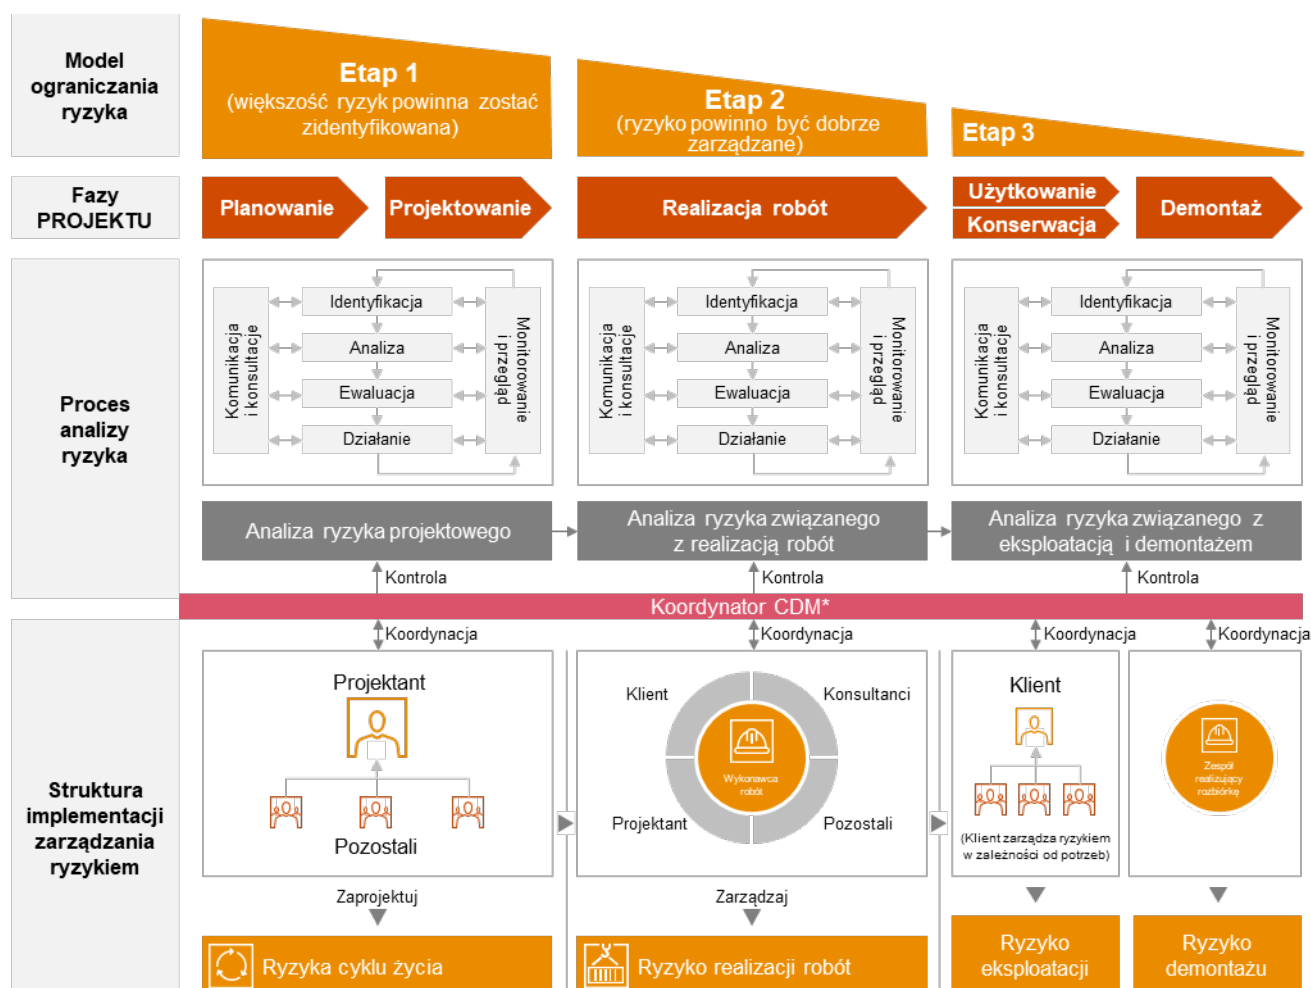 Model
ograniczania
ryzyka
Etap 1
(większość ryzyk powinna zostać
zidentyfikowana)
Etap 2
(ryzyko powinno być dobrze
zarządzane)
Etap 3
Fazy
PROJEKTU
Planowanie
Projektowanie
Realizacja robót
Użytkowanie
Konserwacja
Demontaż
Proces
analizy
ryzyka
Komunikacja
i konsultacje
Identyfikacja
Analiza
Ewaluacja
Działanie
Monitorowanie
i przegląd
Komunikacja
i konsultacje
Identyfikacja
Analiza
Ewaluacja
Działanie
Monitorowanie
i przegląd
Komunikacja
i konsultacje
Identyfikacja
Analiza
Ewaluacja
Działanie
Monitorowanie
i przegląd
Analiza ryzyka projektowego
Analiza ryzyka związanego
z realizacją robót
Analiza ryzyka związanego z
eksploatacją i demontażem
Kontrola
Kontrola
Kontrola
Koordynator CDM*
Koordynacja
Koordynacja
Koordynacja
Koordynacja
Struktura
implementacji
zarządzania
ryzykiem
Projektant
Pozostali
Klient
Konsultanci
Wykonawca
robót
Projektant
Pozostali
Klient
(Klient zarządza ryzykiem
w zależności od potrzeb)
Zespół
realizujący
rozbiórkę
Zaprojektuj
Zarządzaj
Ryzyka cyklu życia
Ryzyko realizacji robót
Ryzyko
eksploatacji
Ryzyko
demontażu